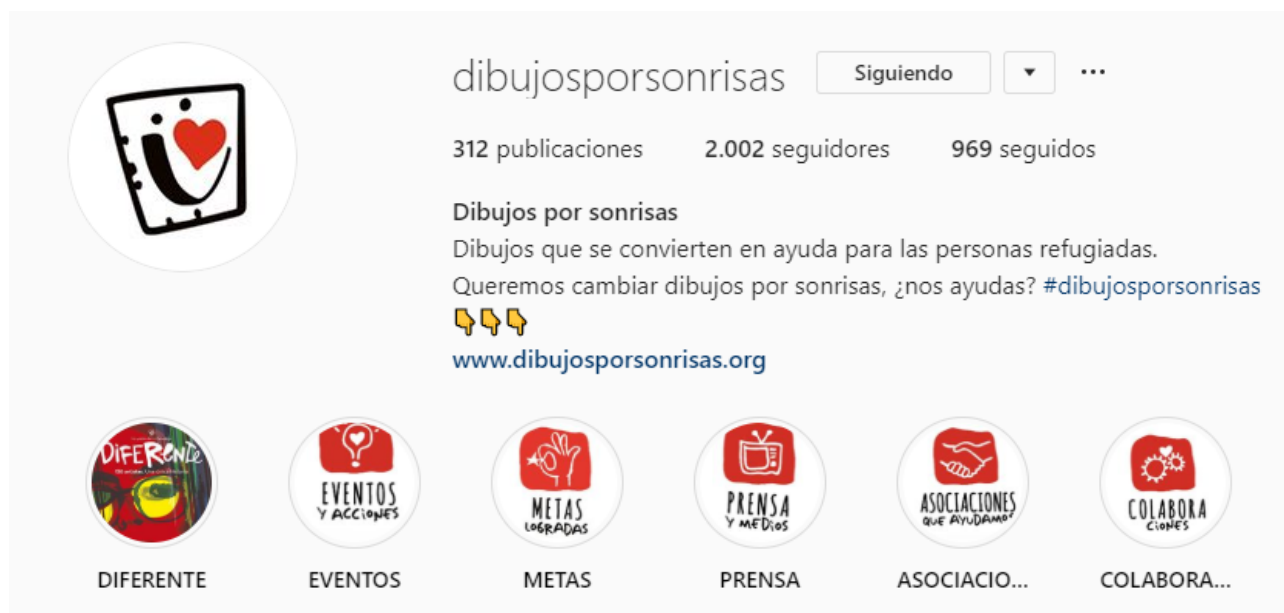 dibujosporsonrisas Siguiendo
312 publicaciones 2.002 seguidores 969 seguidos
Dibujos por sonrisas
Dibujos que se convierten en ayuda para las personas refugiadas.
Queremos cambiar dibujos por sonrisas, ¿nos ayudas? #dibujosporsonrisas
www.dibujosporsonrisas.org
DiFERENTE
EVENTOS
Y ACCiONES
METAS
LOGRADAS
PRENSA
Y MEDiOS
ASOCIACIONES
QUE AYUDAMOS
COLABORA
CiONES
DIFERENTE EVENTOS METAS PRENSA ASOCIACIO... COLABORA...